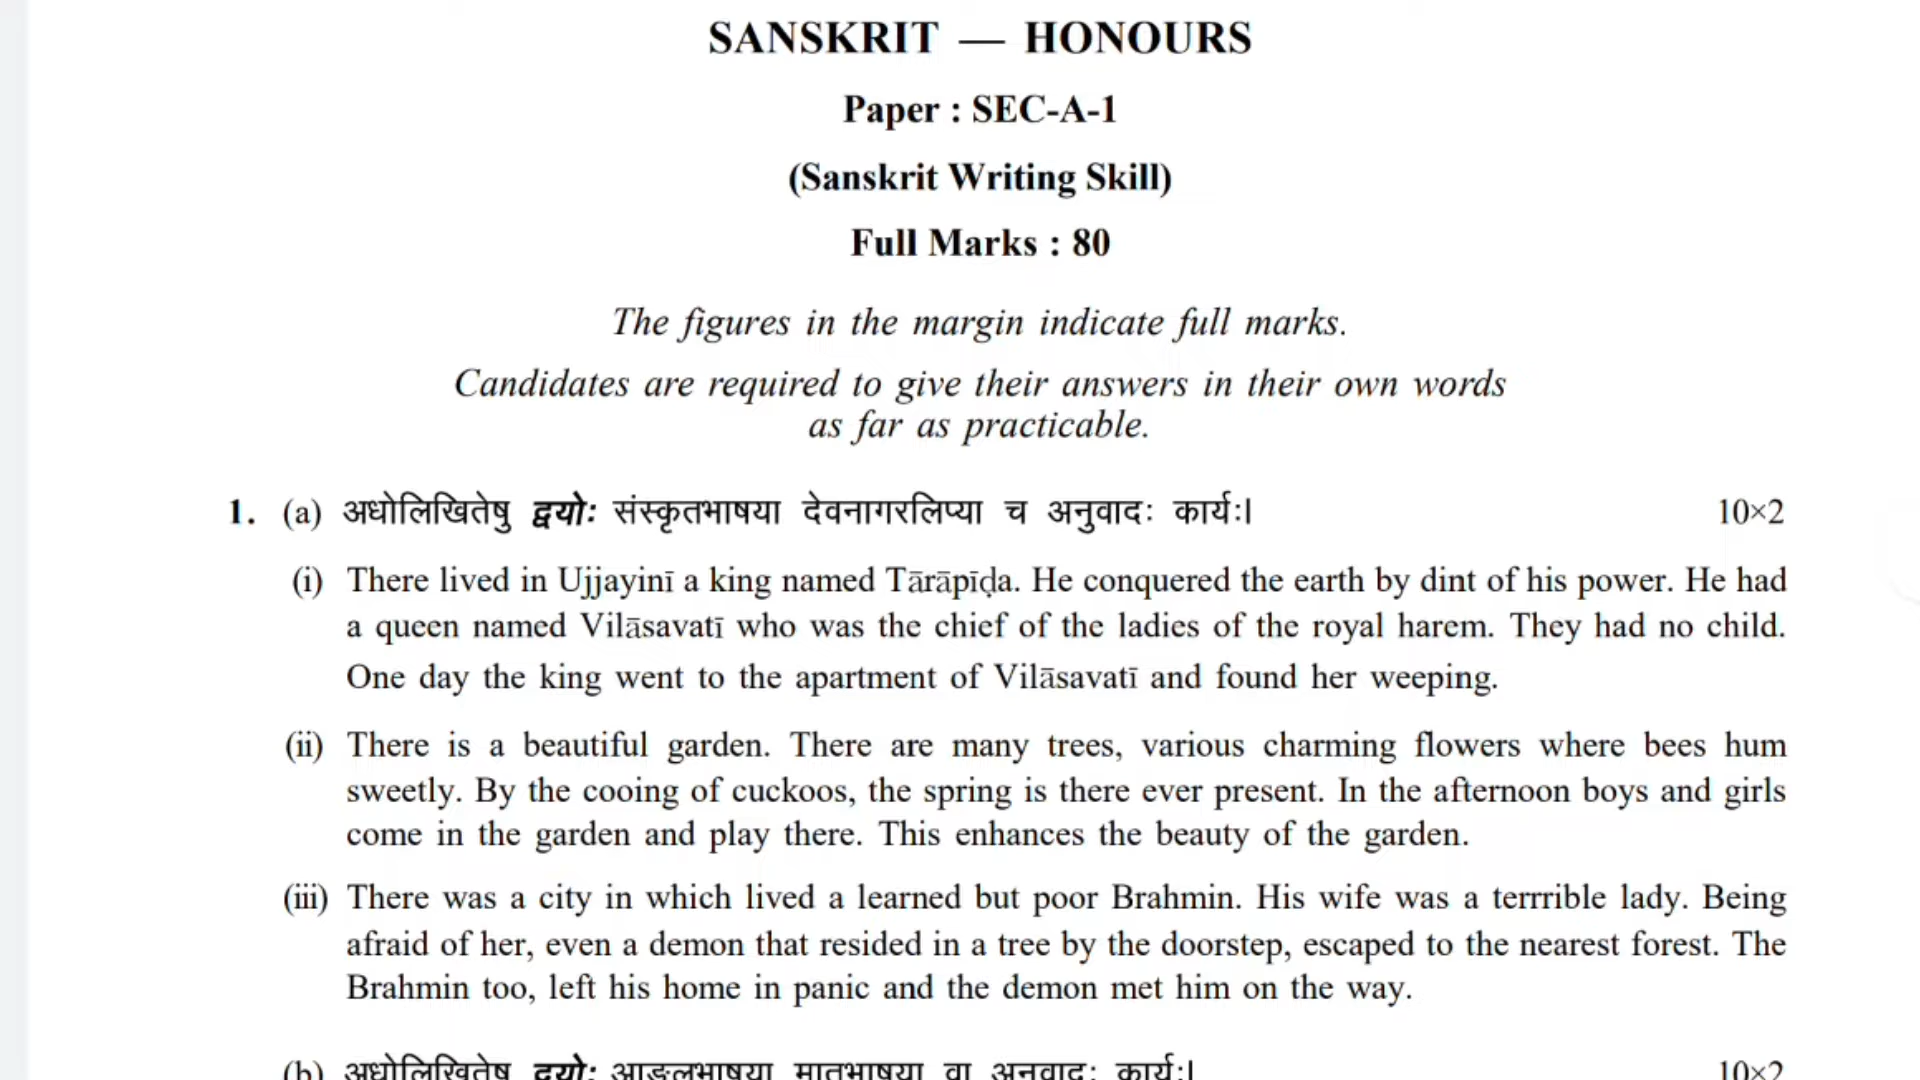 SANSKRIT — HONOURS
Paper : SEC-A-1
(Sanskrit Writing Skill)
Full Marks : 80
The figures in the margin indicate full marks.
Candidates are required to give their answers in their own words
as far as practicable.
1. (a) अधोलिखितेषु द्वयोः संस्कृतभाषया देवनागरलिप्या च अनुवादः कार्यः। 10×2
(i) There lived in Ujjayinī a king named Tārāpīḍa. He conquered the earth by dint of his power. He had
a queen named Vilāsavatī who was the chief of the ladies of the royal harem. They had no child.
One day the king went to the apartment of Vilāsavatī and found her weeping.
(ii) There is a beautiful garden. There are many trees, various charming flowers where bees hum
sweetly. By the cooing of cuckoos, the spring is there ever present. In the afternoon boys and girls
come in the garden and play there. This enhances the beauty of the garden.
(iii) There was a city in which lived a learned but poor Brahmin. His wife was a terrrible lady. Being
afraid of her, even a demon that resided in a tree by the doorstep, escaped to the nearest forest. The
Brahmin too, left his home in panic and the demon met him on the way.
(b) अधोलिखितेषु द्वयोः आङ्लभाषया मातृभाषया वा अनुवादः कार्यः। 10×2